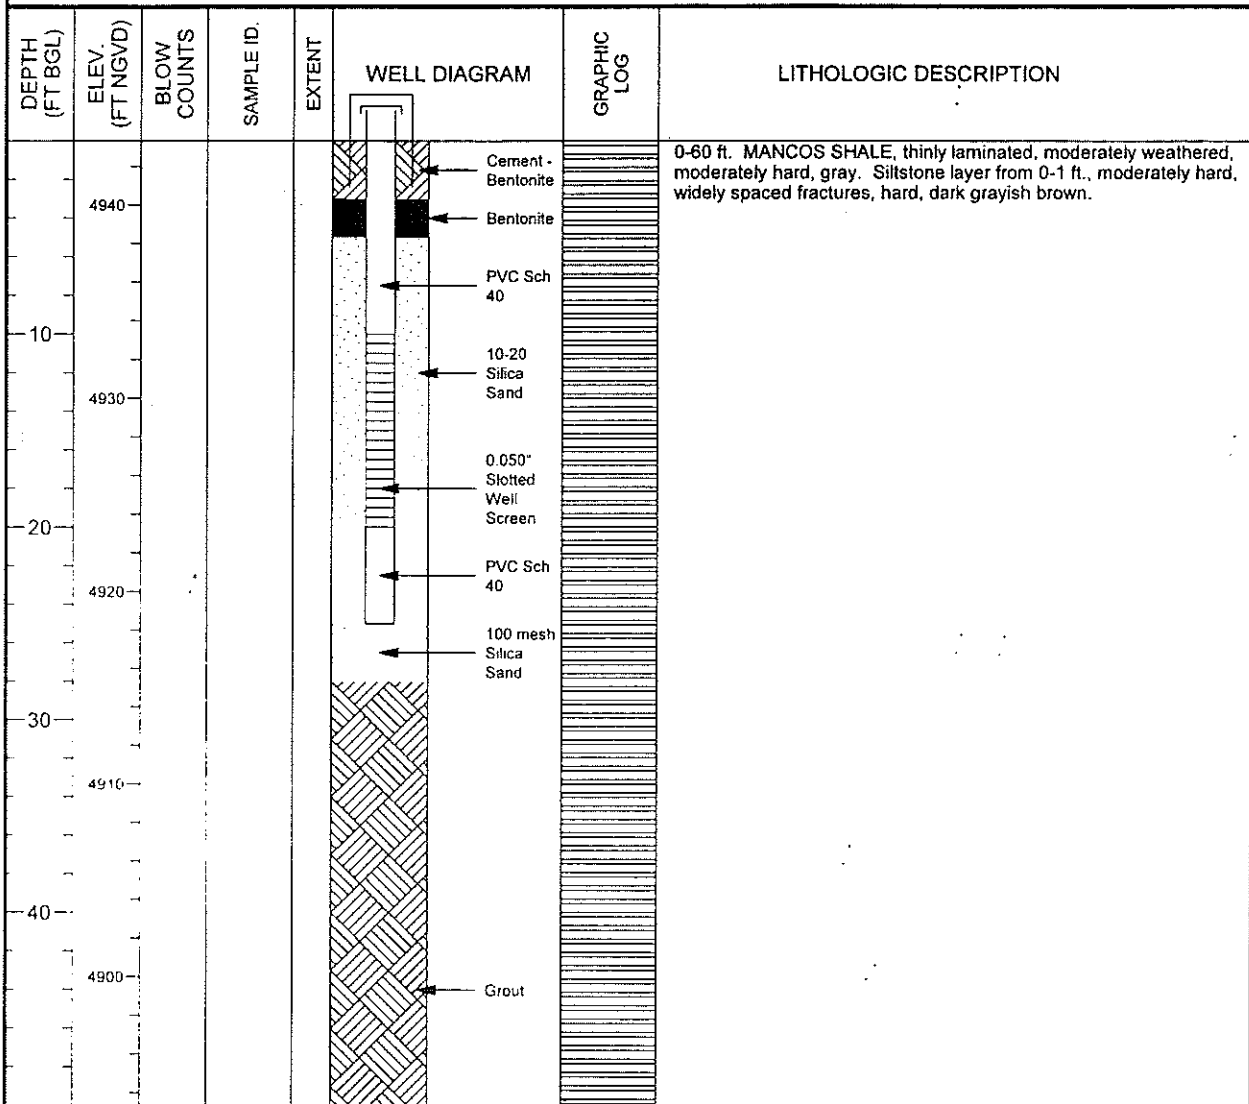 DEPTH
(FT BGL)
ELEV.
(FT NGVD)
BLOW
COUNTS
SAMPLE ID.
EXTENT
WELL DIAGRAM
GRAPHIC
LOG
LITHOLOGIC DESCRIPTION
0-60 ft. MANCOS SHALE, thinly laminated, moderately weathered,
moderately hard, gray. Siltstone layer from 0-1 ft., moderately hard,
widely spaced fractures, hard, dark grayish brown.
Cement -
Bentonite
4940
Bentonite
PVC Sch
40
10
10-20
Silica
Sand
4930
0.050"
Slotted
Well
Screen
20
PVC Sch
40
4920
100 mesh
Silica
Sand
30
4910
40
4900
Grout